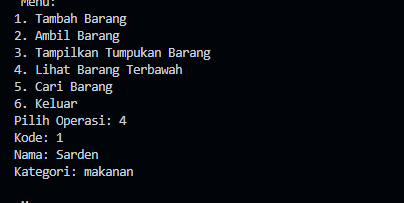 Menu:
1. Tambah Barang
2. Ambil Barang
3. Tampilkan Tumpukan Barang
4. Lihat Barang Terbawah
5. Cari Barang
6. Keluar
Pilih Operasi: 4
Kode: 1
Nama: Sarden
Kategori: makanan